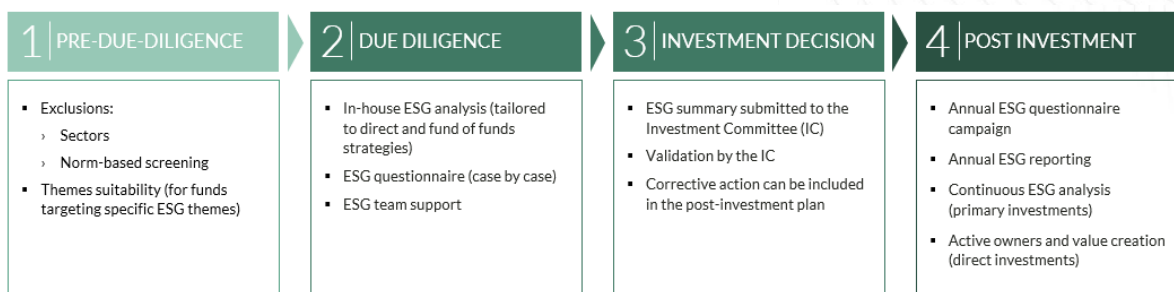 1 PRE-DUE-DILIGENCE
▪ Exclusions:
› Sectors
› Norm-based screening
▪ Themes suitability (for funds
targeting specific ESG themes)
2 DUE DILIGENCE
▪ In-house ESG analysis (tailored
to direct and fund of funds
strategies)
▪ ESG questionnaire (case by case)
▪ ESG team support
3 INVESTMENT DECISION
▪ ESG summary submitted to the
Investment Committee (IC)
▪ Validation by the IC
▪ Corrective action can be included
in the post-investment plan
4 POST INVESTMENT
▪ Annual ESG questionnaire
campaign
▪ Annual ESG reporting
▪ Continuous ESG analysis
(primary investments)
▪ Active owners and value creation
(direct investments)